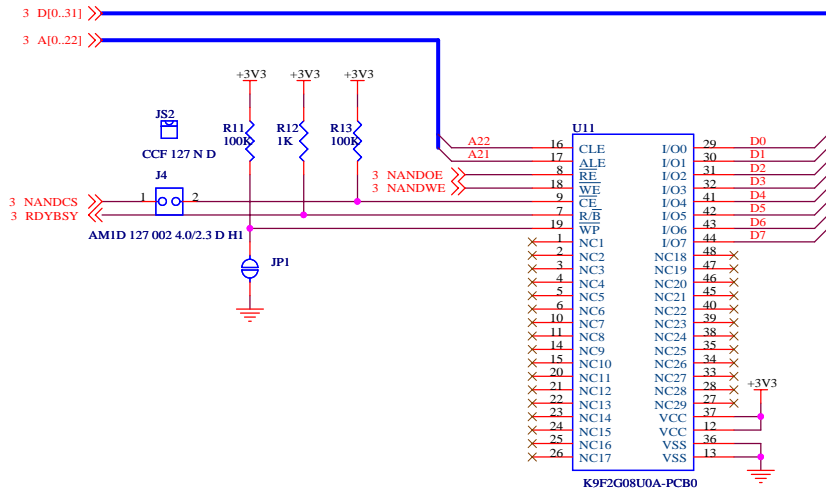 3 D[0..31]
3 A[0..22]
+3V3 +3V3 +3V3
JS2
CCF 127 N D
R11
100K
R12
1K
R13
100K
J4
1 2
3 NANDCS
3 RDYBSY
AM1D 127 002 4.0/2.3 D H1
JP1
3 NANDOE
3 NANDWE
U11
A22 16 CLE I/O0 29 D0
A21 17 ALE I/O1 30 D1
8 RE I/O2 31 D2
18 WE I/O3 32 D3
9 CE I/O4 41 D4
7 R/B I/O5 42 D5
19 WP I/O6 43 D6
1 NC1 I/O7 44 D7
2 NC2 NC18 48
3 NC3 NC19 47
4 NC4 NC20 46
5 NC5 NC21 45
6 NC6 NC22 40
10 NC7 NC23 39
11 NC8 NC24 38
14 NC9 NC25 35
15 NC10 NC26 34
20 NC11 NC27 33
21 NC12 NC28 28
22 NC13 NC29 27
23 NC14 VCC 37
24 NC15 VCC 12
25 NC16 VSS 36
26 NC17 VSS 13
+3V3
K9F2G08U0A-PCB0